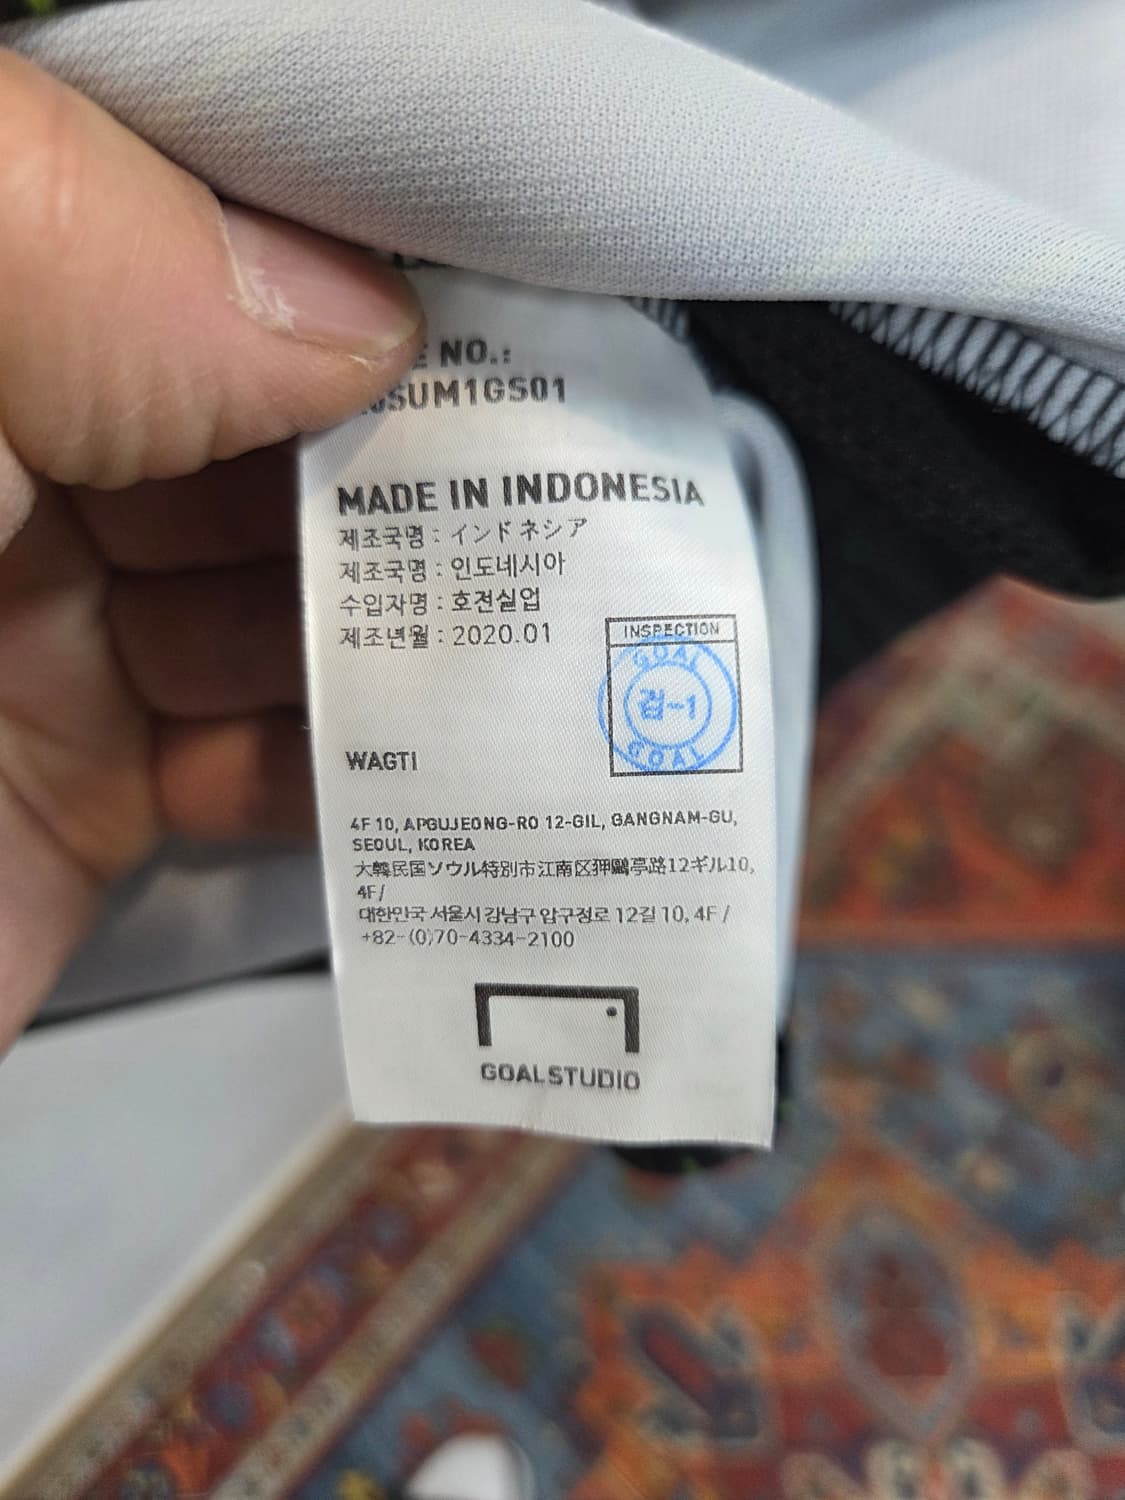 NO.:
SUM1GS01
MADE IN INDONESIA
제조국명 : インドネシア
제조국명 : 인도네시아
수입자명 : 호전실업
제조년월 : 2020.01
INSPECTION
GOAL
검-1
GOAL
WAGTI
4F 10, APGUJEONG-RO 12-GIL, GANGNAM-GU,
SEOUL, KOREA
大韓民国ソウル特別市江南区狎鷗亭路12ギル10,
4F/
대한민국 서울시 강남구 압구정로 12길 10, 4F /
+82-(0)70-4334-2100
GOALSTUDIO